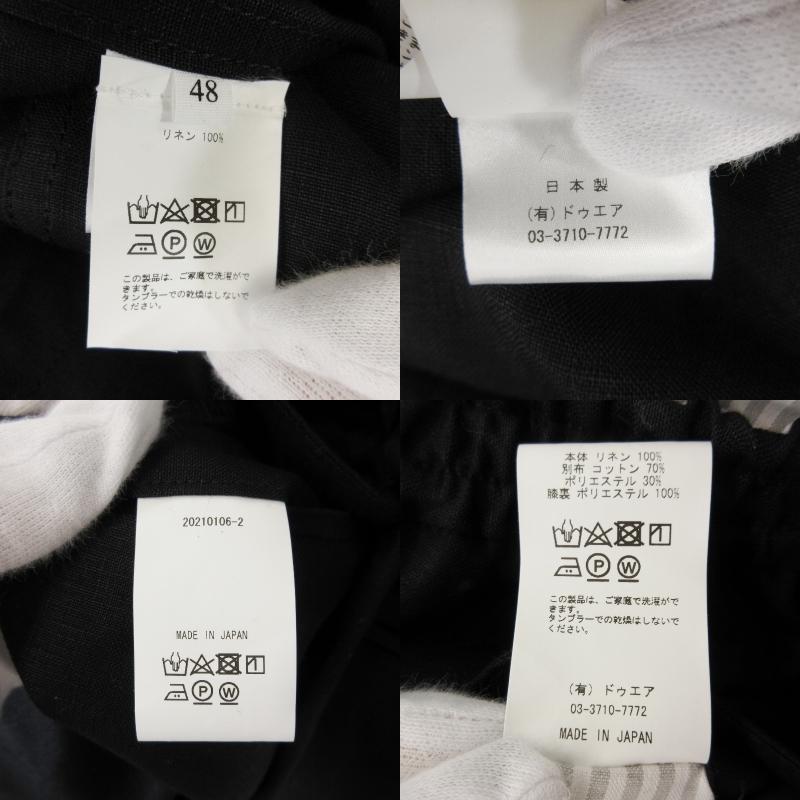 48
リネン 100%
P W
この製品は、ご家庭で洗濯がで
きます。
タンブラーでの乾燥はしないで
ください。
日本製
(有)ドゥエア
03-3710-7772
20210106-2
MADE IN JAPAN
P W
本体 リネン 100%
別布 コットン 70%
ポリエステル 30%
膝裏 ポリエステル 100%
P W
この製品は、ご家庭で洗濯がで
きます。
タンブラーでの乾燥はしないで
ください。
(有) ドゥエア
03-3710-7772
MADE IN JAPAN